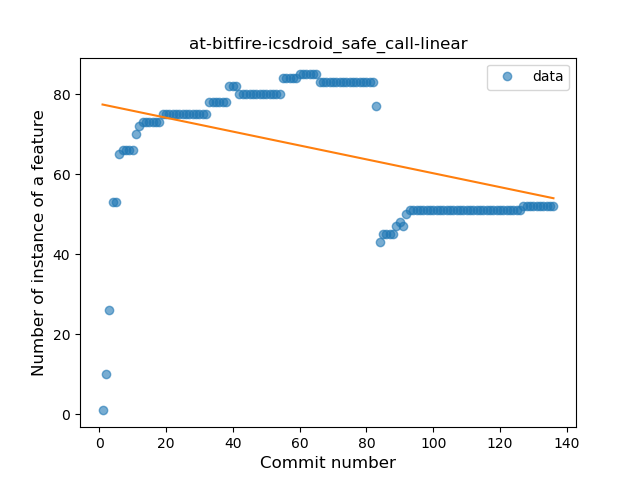 at-bitfire-icsdroid_safe_call-linear
data
Number of instance of a feature
80
60
40
20
0
0 20 40 60 80 100 120 140
Commit number